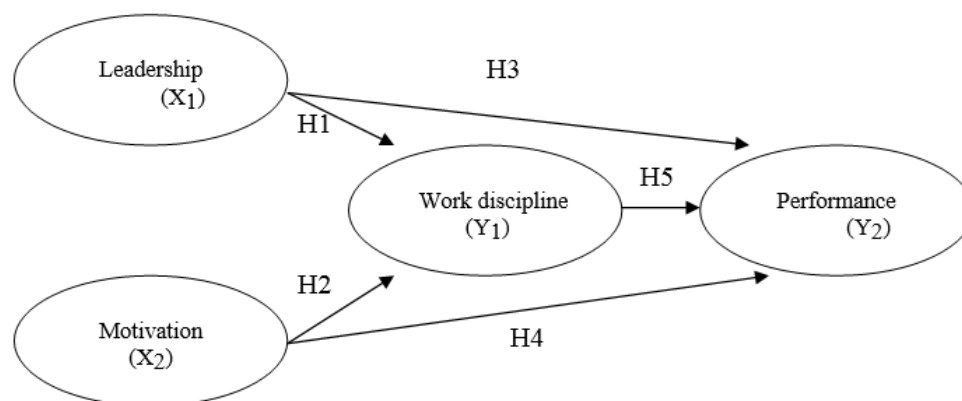 Leadership
(X1)
H3
H1
Work discipline
(Y1)
H5
Performance
(Y2)
H2
Motivation
(X2)
H4